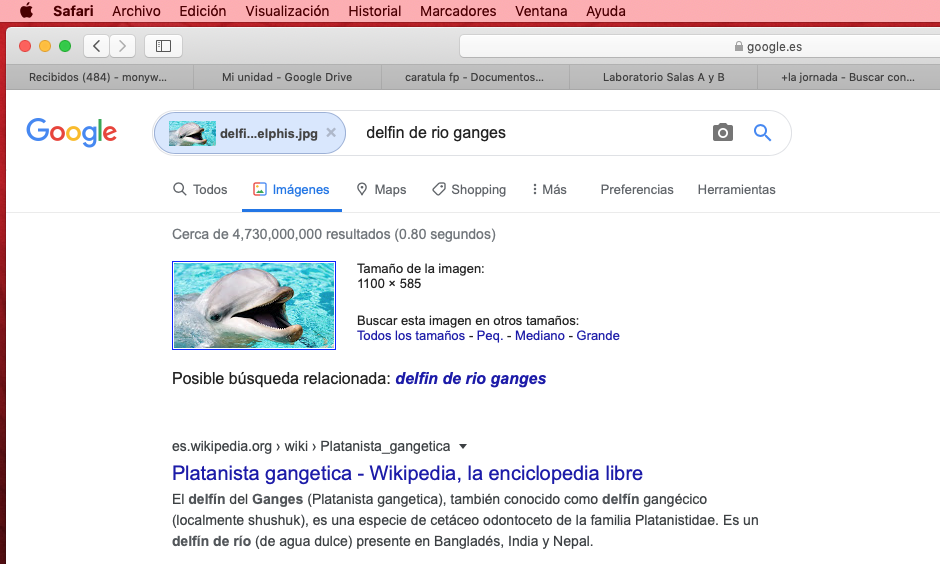 Safari Archivo Edición Visualización Historial Marcadores Ventana Ayuda
google.es
Recibidos (484) - monyw... Mi unidad - Google Drive caratula fp - Documentos... Laboratorio Salas A y B +la jornada - Buscar con...
Google delfi...elphis.jpg × delfin de rio ganges
Todos Imágenes Maps Shopping Más Preferencias Herramientas
Cerca de 4,730,000,000 resultados (0.80 segundos)
Tamaño de la imagen:
1100 × 585
Buscar esta imagen en otros tamaños:
Todos los tamaños - Peq. - Mediano - Grande
Posible búsqueda relacionada: delfin de rio ganges
es.wikipedia.org › wiki › Platanista_gangetica
Platanista gangetica - Wikipedia, la enciclopedia libre
El delfín del Ganges (Platanista gangetica), también conocido como delfín gangécico
(localmente shushuk), es una especie de cetáceo odontoceto de la familia Platanistidae. Es un
delfín de río (de agua dulce) presente en Bangladés, India y Nepal.